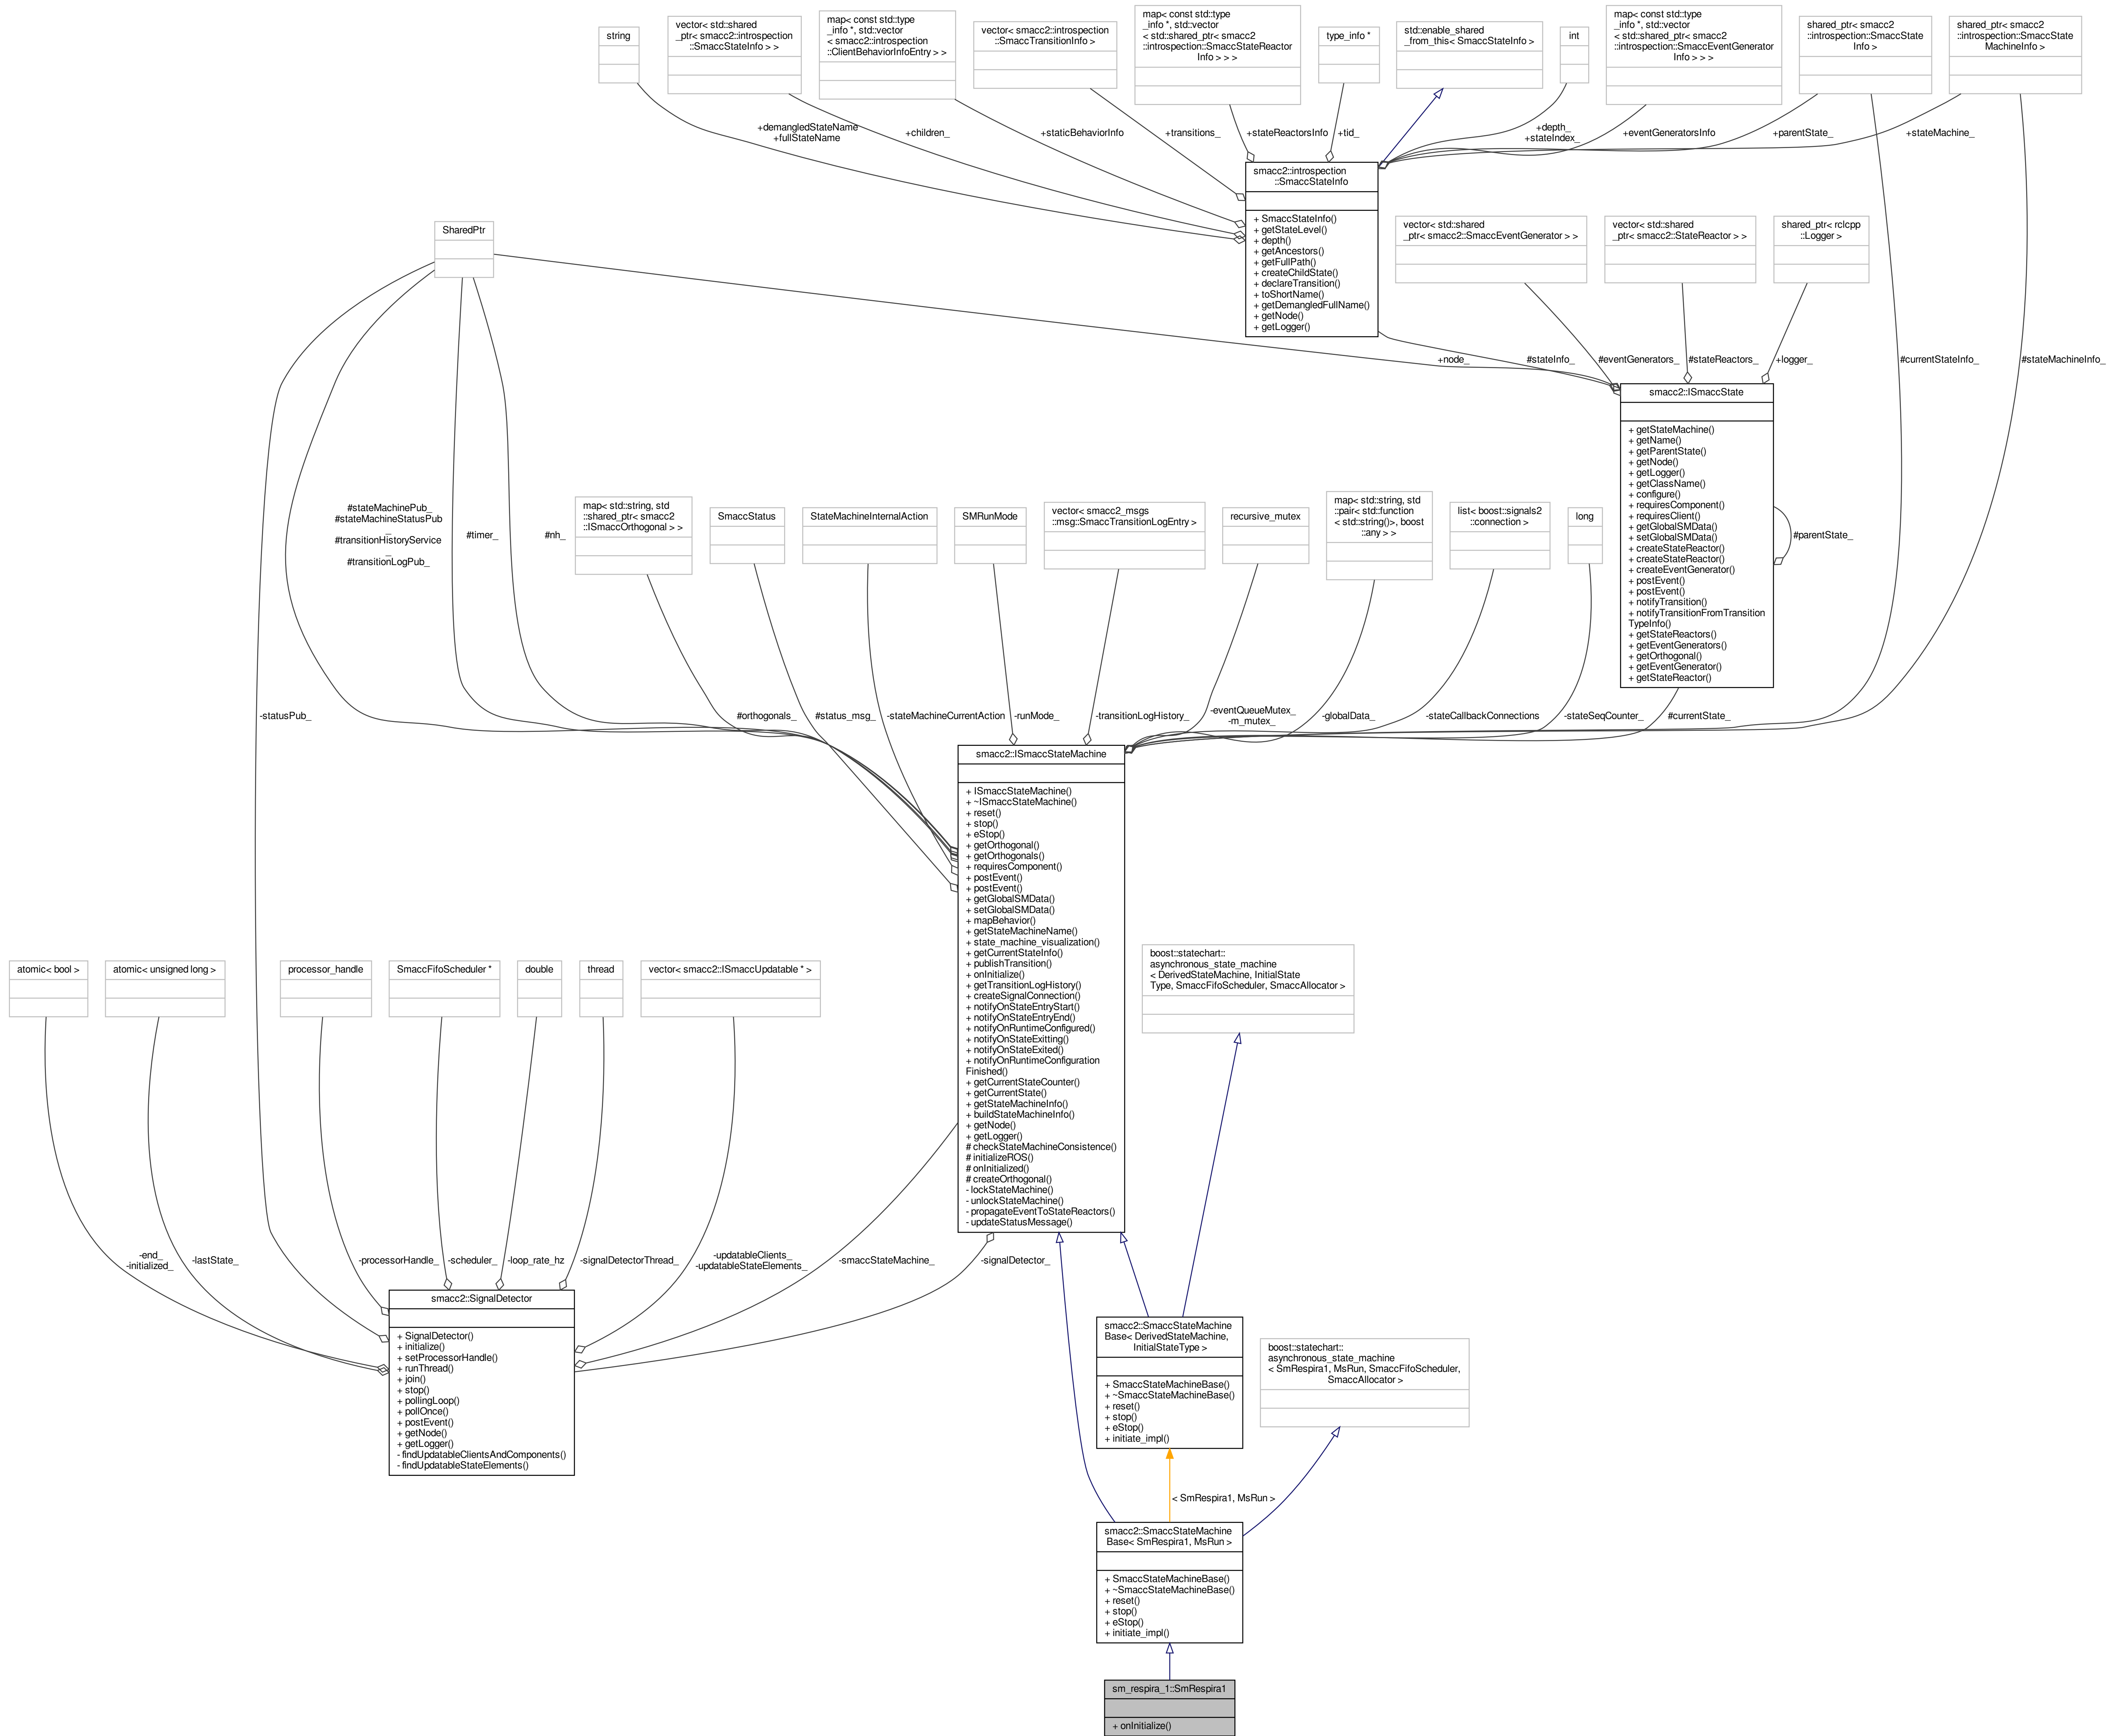 string
vector< std::shared
_ptr< smacc2::introspection
::SmaccStateInfo > >
map< const std::type
_info *, std::vector
< smacc2::introspection
::ClientBehaviorInfoEntry > >
vector< smacc2::introspection
::SmaccTransitionInfo >
map< const std::type
_info *, std::vector
< std::shared_ptr< smacc2
::introspection::SmaccStateReactor
Info > > >
type_info *
std::enable_shared
_from_this< SmaccStateInfo >
int
map< const std::type
_info *, std::vector
< std::shared_ptr< smacc2
::introspection::SmaccEventGenerator
Info > > >
shared_ptr< smacc2
::introspection::SmaccState
Info >
shared_ptr< smacc2
::introspection::SmaccState
MachineInfo >
+demangledStateName
+fullStateName
+children_
+staticBehaviorInfo
+transitions_
+stateReactorsInfo
+tid_
+depth_
+stateIndex_
+eventGeneratorsInfo
+parentState_
+stateMachine_
smacc2::introspection
::SmaccStateInfo
+ SmaccStateInfo()
+ getStateLevel()
+ depth()
+ getAncestors()
+ getFullPath()
+ createChildState()
+ declareTransition()
+ toShortName()
+ getDemangledFullName()
+ getNode()
+ getLogger()
SharedPtr
vector< std::shared
_ptr< smacc2::SmaccEventGenerator > >
vector< std::shared
_ptr< smacc2::StateReactor > >
shared_ptr< rclcpp
::Logger >
+node_
#stateInfo_
#eventGenerators_
#stateReactors_
+logger_
#currentStateInfo_
#stateMachineInfo_
smacc2::ISmaccState
+ getStateMachine()
+ getName()
+ getParentState()
+ getNode()
+ getLogger()
+ getClassName()
+ configure()
+ requiresComponent()
+ requiresClient()
+ getGlobalSMData()
+ setGlobalSMData()
+ createStateReactor()
+ createStateReactor()
+ createEventGenerator()
+ postEvent()
+ postEvent()
+ notifyTransition()
+ notifyTransitionFromTransition
TypeInfo()
+ getStateReactors()
+ getEventGenerators()
+ getOrthogonal()
+ getEventGenerator()
+ getStateReactor()
#parentState_
#stateMachinePub_
#stateMachineStatusPub
_
#transitionHistoryService
_
#transitionLogPub_
#timer_
#nh_
map< std::string, std
::shared_ptr< smacc2
::ISmaccOrthogonal > >
SmaccStatus
StateMachineInternalAction
SMRunMode
vector< smacc2_msgs
::msg::SmaccTransitionLogEntry >
recursive_mutex
map< std::string, std
::pair< std::function
< std::string()>, boost
::any > >
list< boost::signals2
::connection >
long
-statusPub_
#orthogonals_
#status_msg_
-stateMachineCurrentAction
-runMode_
-transitionLogHistory_
-eventQueueMutex_
-m_mutex_
-globalData_
-stateCallbackConnections
-stateSeqCounter_
#currentState_
smacc2::ISmaccStateMachine
+ ISmaccStateMachine()
+ ~ISmaccStateMachine()
+ reset()
+ stop()
+ eStop()
+ getOrthogonal()
+ getOrthogonals()
+ requiresComponent()
+ postEvent()
+ postEvent()
+ getGlobalSMData()
+ setGlobalSMData()
+ mapBehavior()
+ getStateMachineName()
+ state_machine_visualization()
+ getCurrentStateInfo()
+ publishTransition()
+ onInitialize()
+ getTransitionLogHistory()
+ createSignalConnection()
+ notifyOnStateEntryStart()
+ notifyOnStateEntryEnd()
+ notifyOnRuntimeConfigured()
+ notifyOnStateExitting()
+ notifyOnStateExited()
+ notifyOnRuntimeConfiguration
Finished()
+ getCurrentStateCounter()
+ getCurrentState()
+ getStateMachineInfo()
+ buildStateMachineInfo()
+ getNode()
+ getLogger()
# checkStateMachineConsistence()
# initializeROS()
# onInitialized()
# createOrthogonal()
- lockStateMachine()
- unlockStateMachine()
- propagateEventToStateReactors()
- updateStatusMessage()
atomic< bool >
atomic< unsigned long >
processor_handle
SmaccFifoScheduler *
double
thread
vector< smacc2::ISmaccUpdatable * >
boost::statechart::
asynchronous_state_machine
< DerivedStateMachine, InitialState
Type, SmaccFifoScheduler, SmaccAllocator >
-end_
-initialized_
-lastState_
-processorHandle_
-scheduler_
-loop_rate_hz
-signalDetectorThread_
-updatableClients_
-updatableStateElements_
-smaccStateMachine_
-signalDetector_
smacc2::SignalDetector
+ SignalDetector()
+ initialize()
+ setProcessorHandle()
+ runThread()
+ join()
+ stop()
+ pollingLoop()
+ pollOnce()
+ postEvent()
+ getNode()
+ getLogger()
- findUpdatableClientsAndComponents()
- findUpdatableStateElements()
smacc2::SmaccStateMachine
Base< DerivedStateMachine,
InitialStateType >
+ SmaccStateMachineBase()
+ ~SmaccStateMachineBase()
+ reset()
+ stop()
+ eStop()
+ initiate_impl()
boost::statechart::
asynchronous_state_machine
< SmRespira1, MsRun, SmaccFifoScheduler,
SmaccAllocator >
< SmRespira1, MsRun >
smacc2::SmaccStateMachine
Base< SmRespira1, MsRun >
+ SmaccStateMachineBase()
+ ~SmaccStateMachineBase()
+ reset()
+ stop()
+ eStop()
+ initiate_impl()
sm_respira_1::SmRespira1
+ onInitialize()